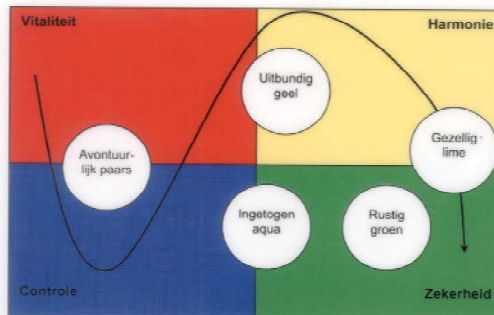 Vitaliteit
Harmonie
Uitbundig
geel
Avontuur-
lijk paars
Gezellig
lime
Ingetogen
aqua
Rustig
groen
Controle
Zekerheid